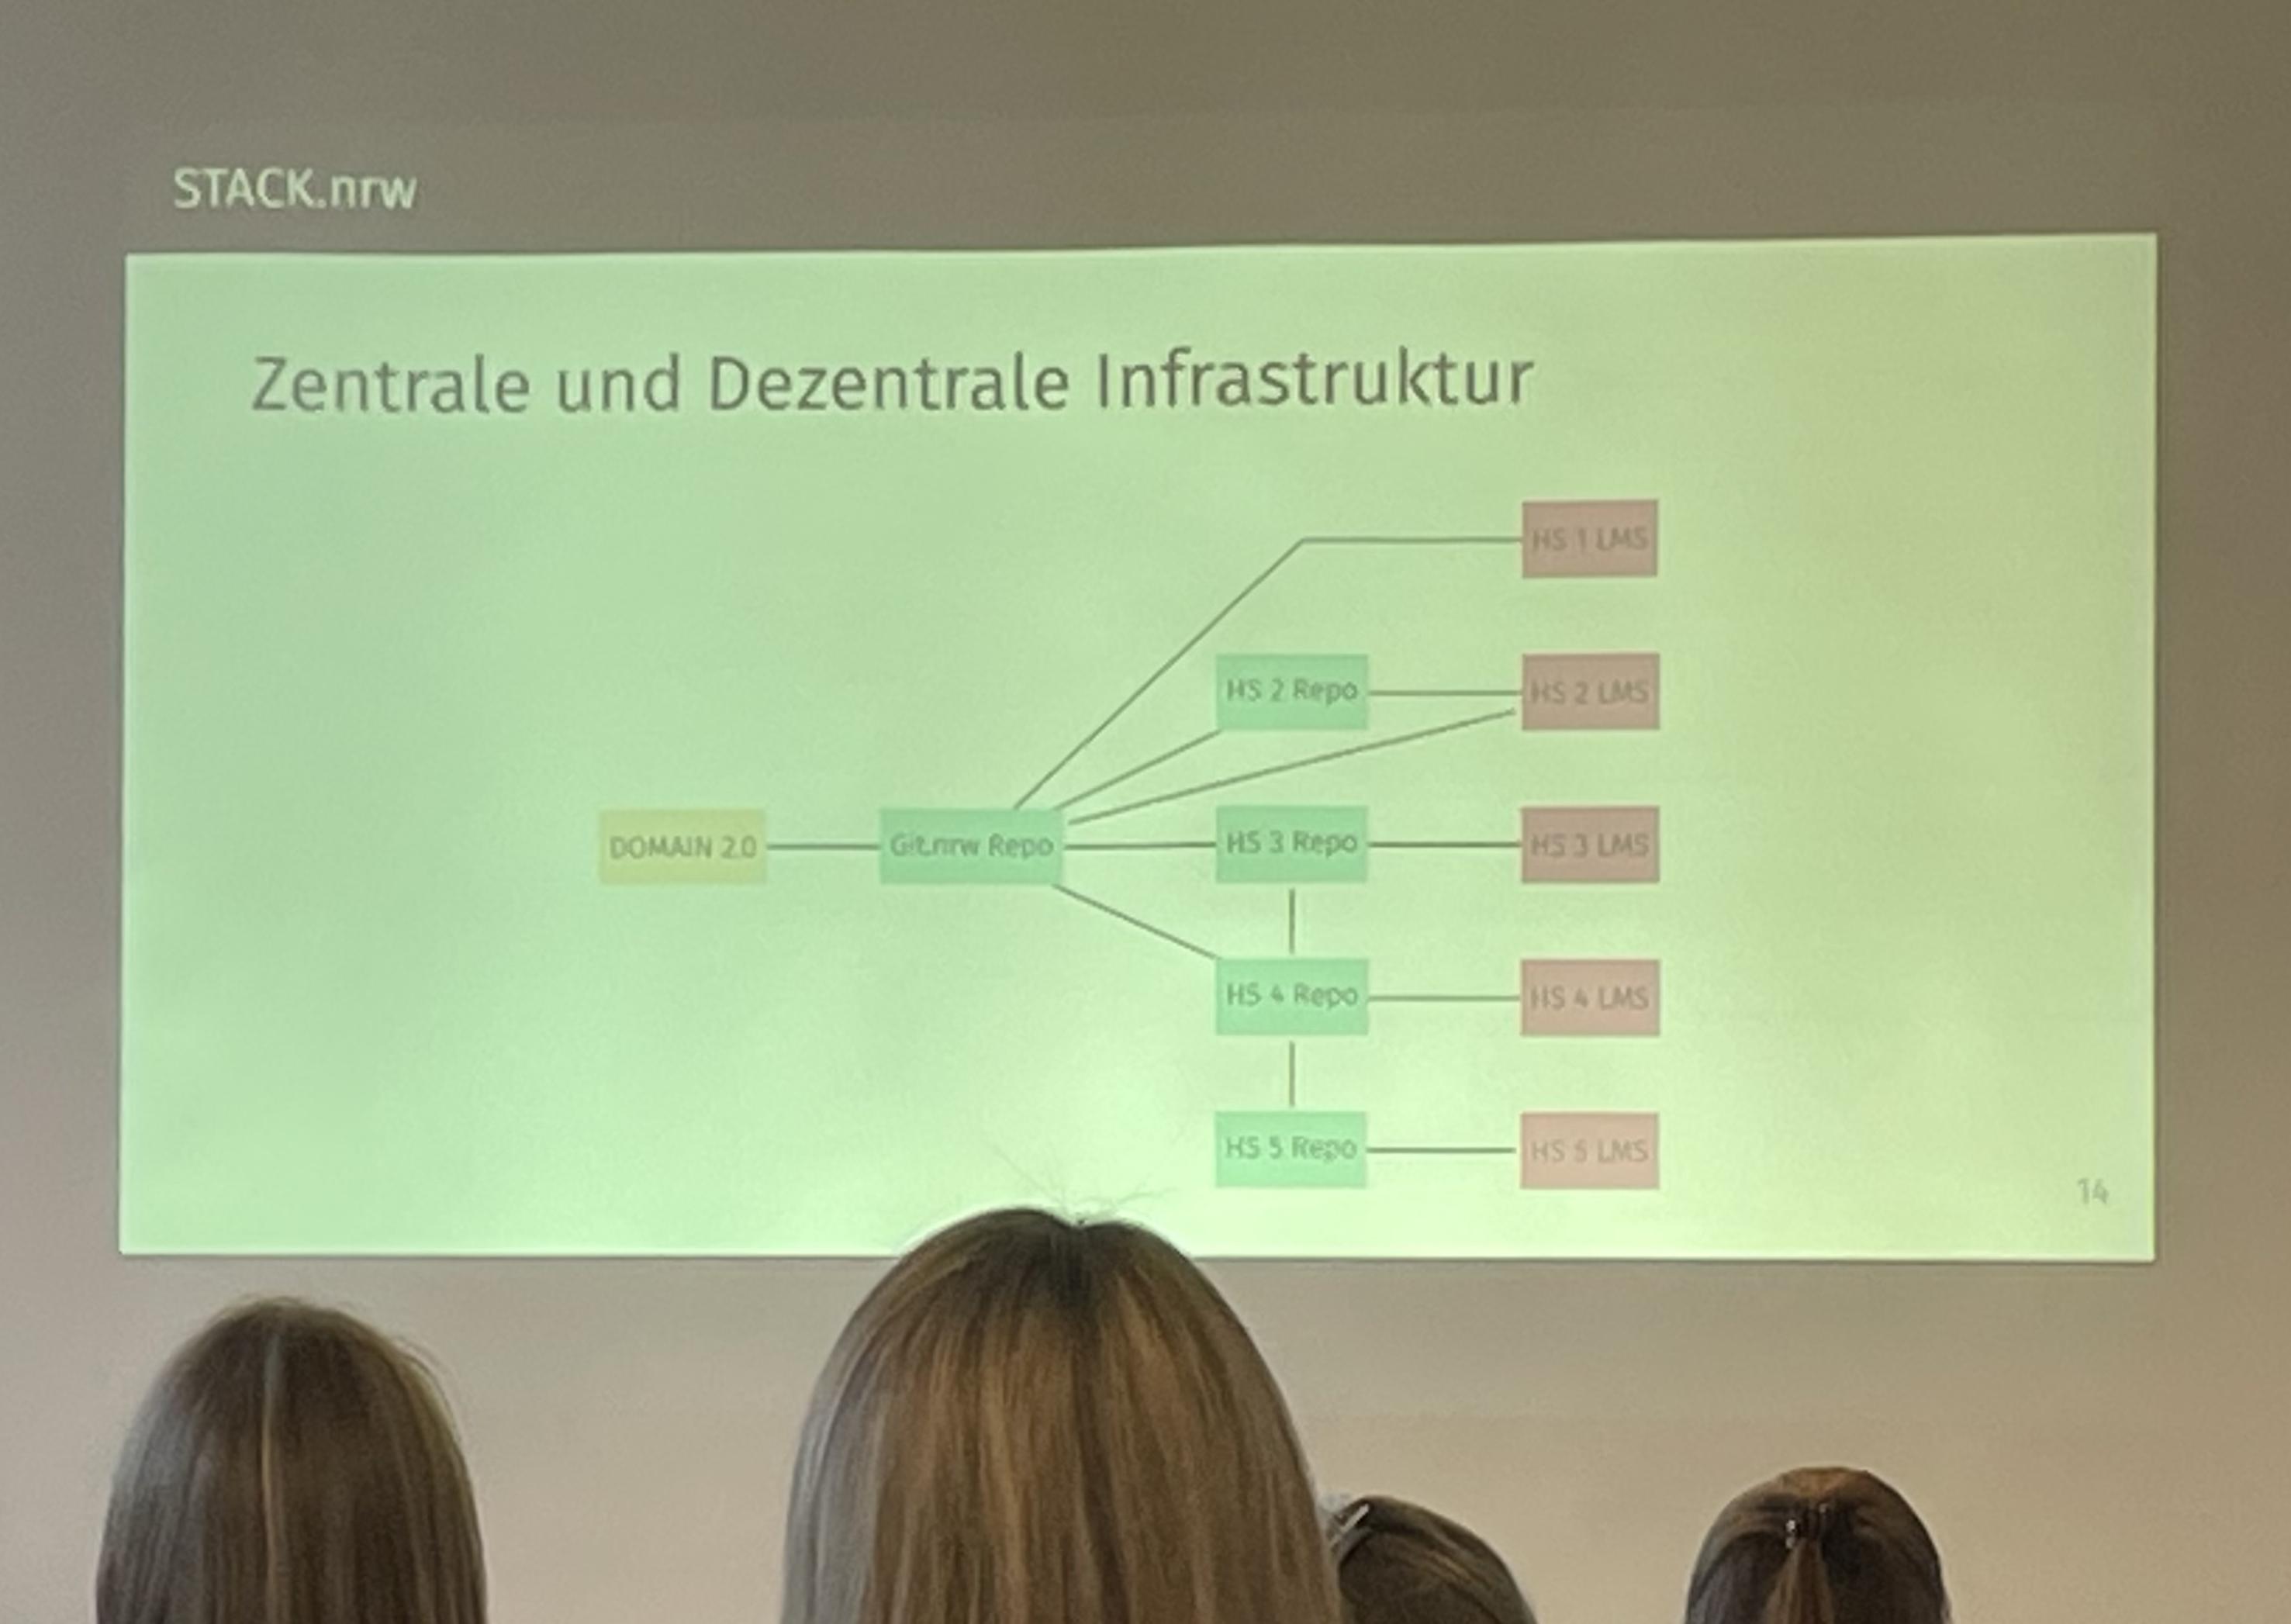 STACK.nrw
Zentrale und Dezentrale Infrastruktur
HS 1 LMS
HS 2 Repo
HS 2 LMS
DOMAIN 2.0
Git.nrw Repo
HS 3 Repo
HS 3 LMS
HS 4 Repo
HS 4 LMS
HS 5 Repo
HS 5 LMS
14